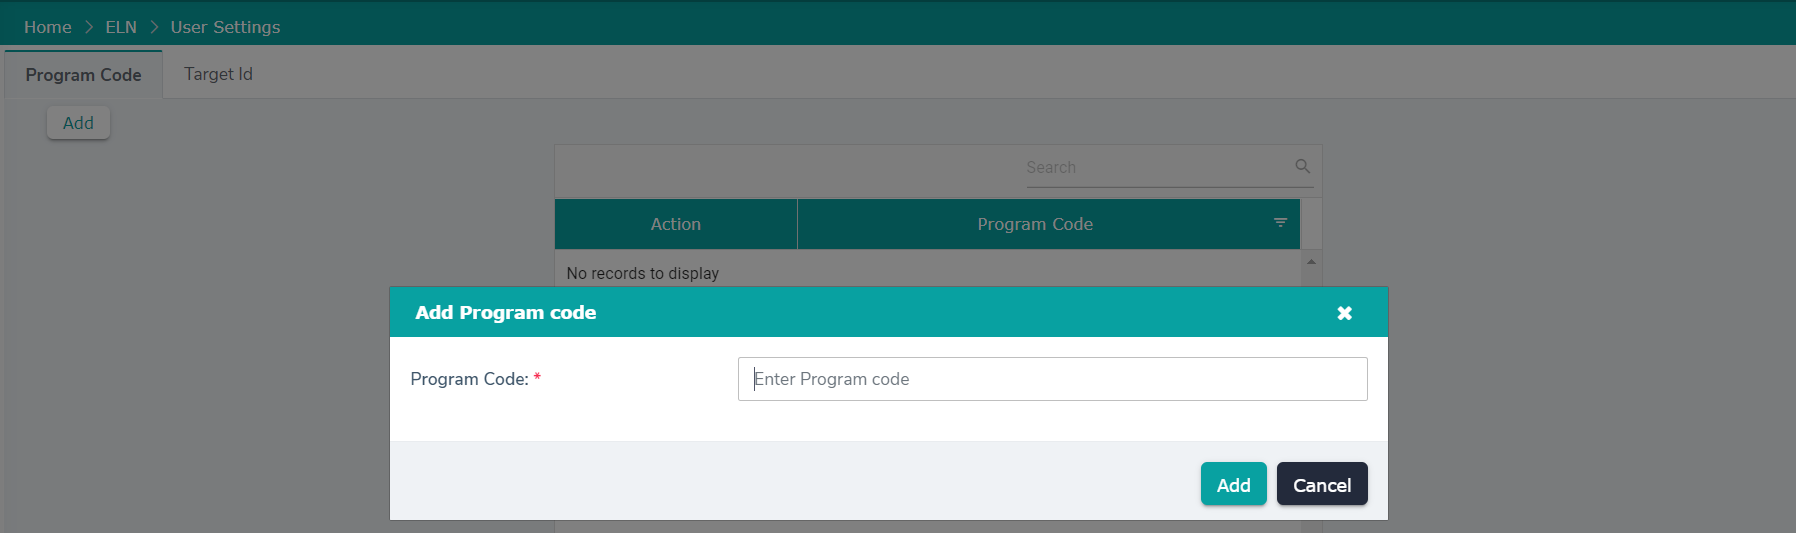 Home > ELN > User Settings
Program Code Target Id
Add
Search
Action Program Code
No records to display
Add Program code ✖
Program Code: * Enter Program code
Add Cancel